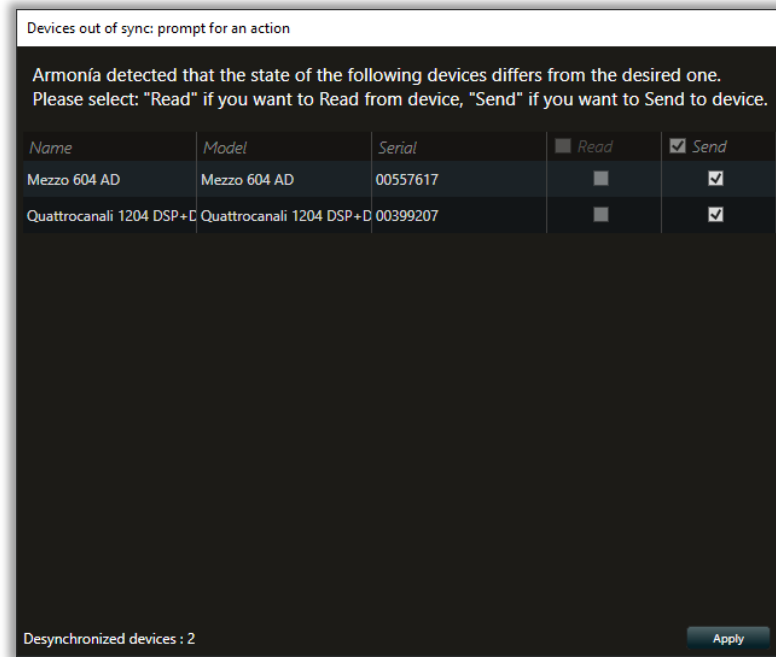 Devices out of sync: prompt for an action
Armonía detected that the state of the following devices differs from the desired one.
Please select: "Read" if you want to Read from device, "Send" if you want to Send to device.
Name Model Serial Read Send
Mezzo 604 AD Mezzo 604 AD 00557617
Quattrocanali 1204 DSP+D Quattrocanali 1204 DSP+D 00399207
Desynchronized devices : 2 Apply